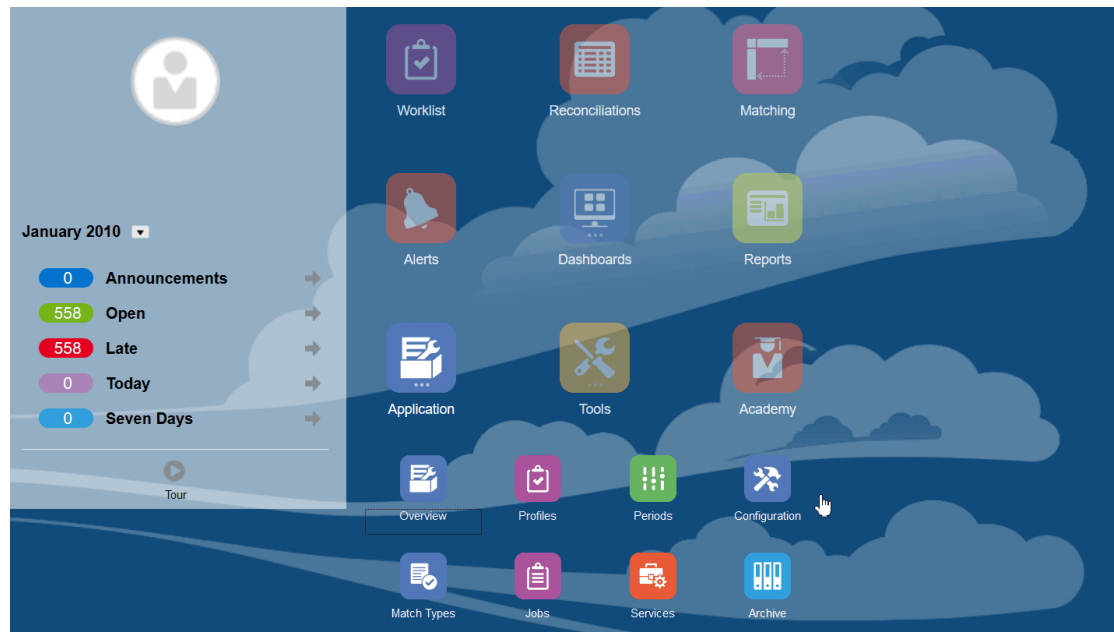 January 2010
0 Announcements
558 Open
558 Late
0 Today
0 Seven Days
Tour
Worklist
Reconciliations
Matching
Alerts
Dashboards
Reports
Application
Tools
Academy
Overview
Profiles
Periods
Configuration
Match Types
Jobs
Services
Archive